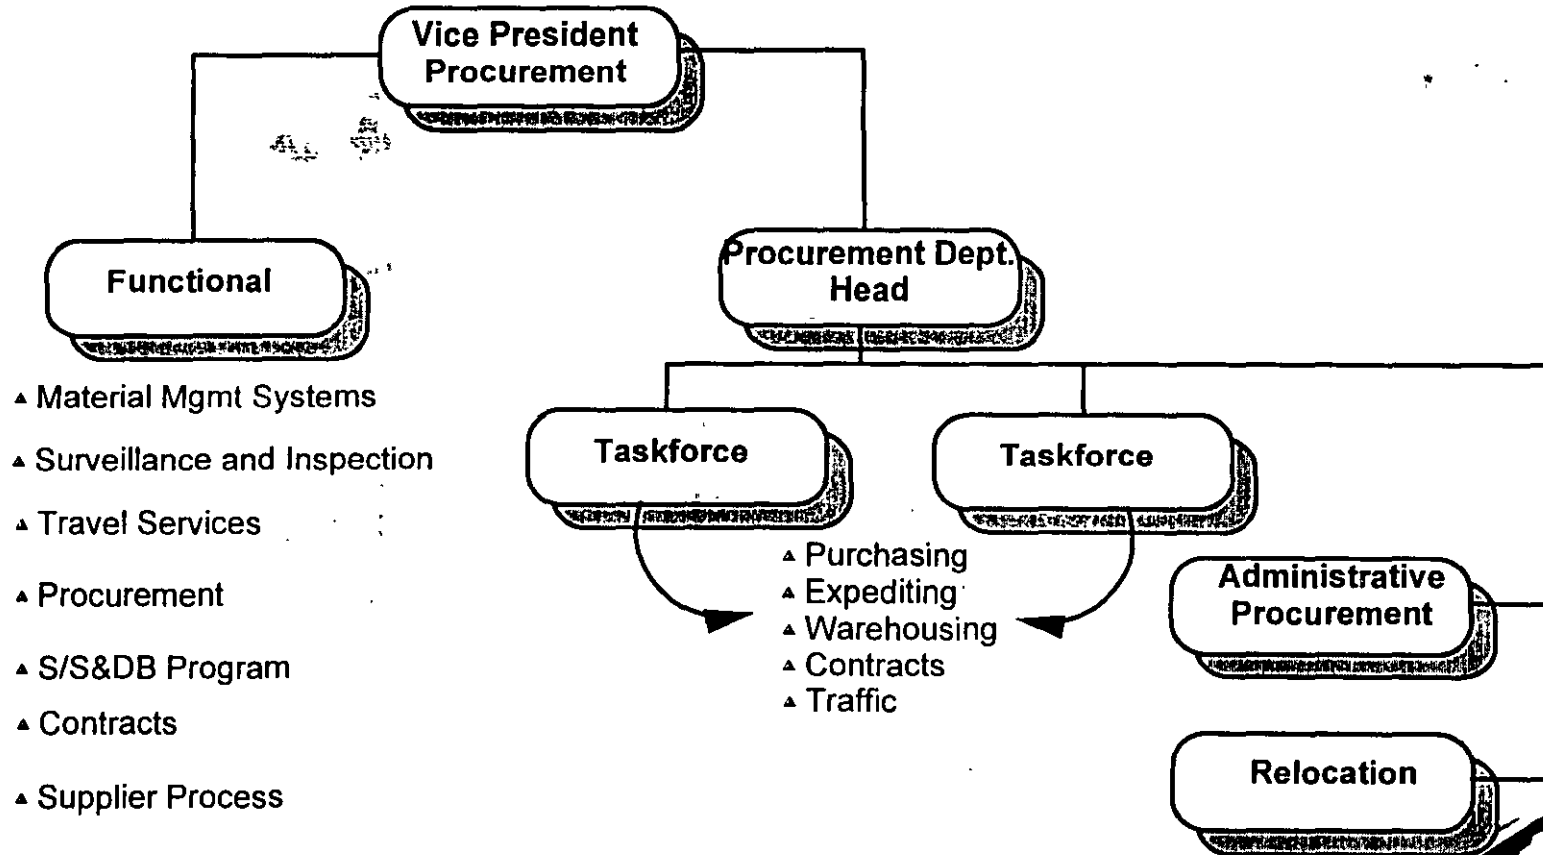 Vice President
Procurement
Functional
Procurement Dept.
Head
▲ Material Mgmt Systems
▲ Surveillance and Inspection
▲ Travel Services
▲ Procurement
▲ S/S&DB Program
▲ Contracts
▲ Supplier Process
Taskforce
Taskforce
▲ Purchasing
▲ Expediting
▲ Warehousing
▲ Contracts
▲ Traffic
Administrative
Procurement
Relocation